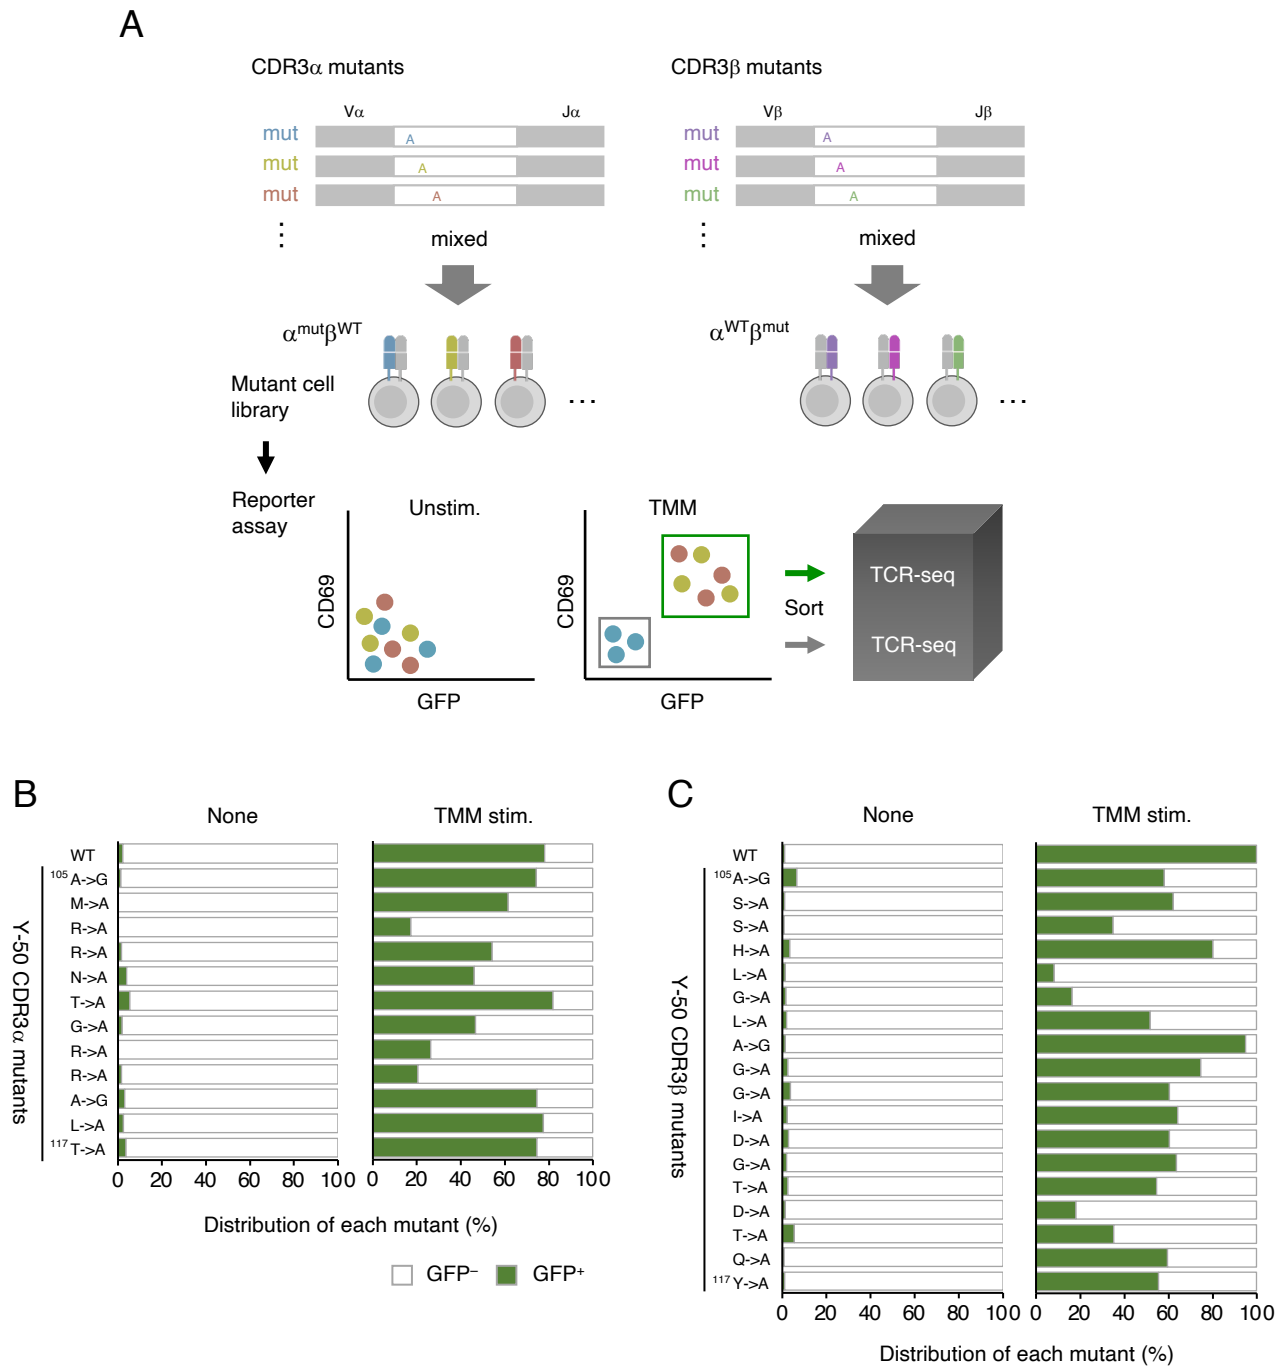 A
CDR3α mutants
CDR3β mutants
Vα
Jα
Vβ
Jβ
mut
A
mut
A
mut
A
mut
A
mut
A
mut
A
⋮
mixed
⋮
mixed
α^mutβ^WT
α^WTβ^mut
Mutant cell
library
...
...
Reporter
assay
Unstim.
TMM
CD69
GFP
CD69
GFP
Sort
TCR-seq
TCR-seq
B
None
TMM stim.
Y-50 CDR3α mutants
WT
105 A->G
M->A
R->A
R->A
N->A
T->A
G->A
R->A
R->A
A->G
L->A
117 T->A
0 20 40 60 80 100
0 20 40 60 80 100
Distribution of each mutant (%)
GFP– GFP+
C
None
TMM stim.
Y-50 CDR3β mutants
WT
105 A->G
S->A
S->A
H->A
L->A
G->A
L->A
A->G
G->A
G->A
I->A
D->A
G->A
T->A
D->A
T->A
Q->A
117 Y->A
0 20 40 60 80 100
0 20 40 60 80 100
Distribution of each mutant (%)